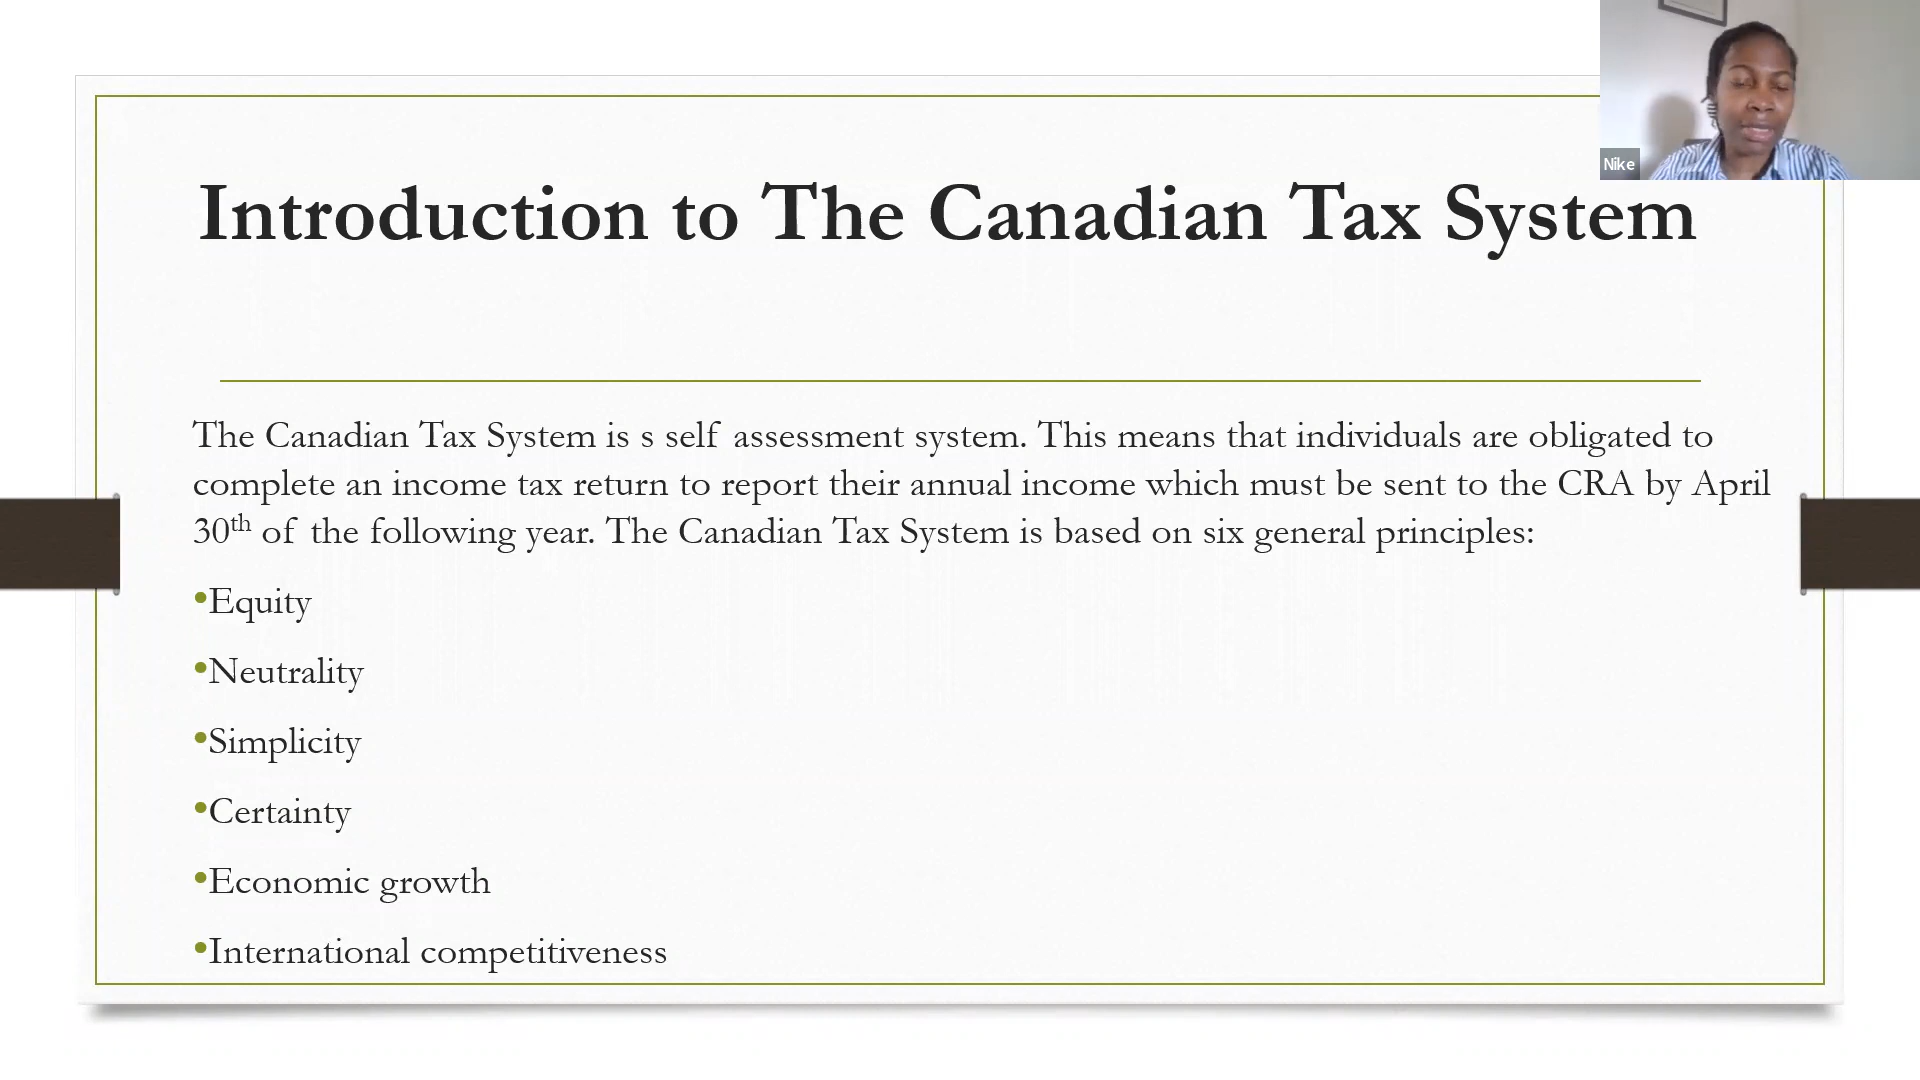 Nike
Introduction to The Canadian Tax System
The Canadian Tax System is s self assessment system. This means that individuals are obligated to
complete an income tax return to report their annual income which must be sent to the CRA by April
30th of the following year. The Canadian Tax System is based on six general principles:
•Equity
•Neutrality
•Simplicity
•Certainty
•Economic growth
•International competitiveness